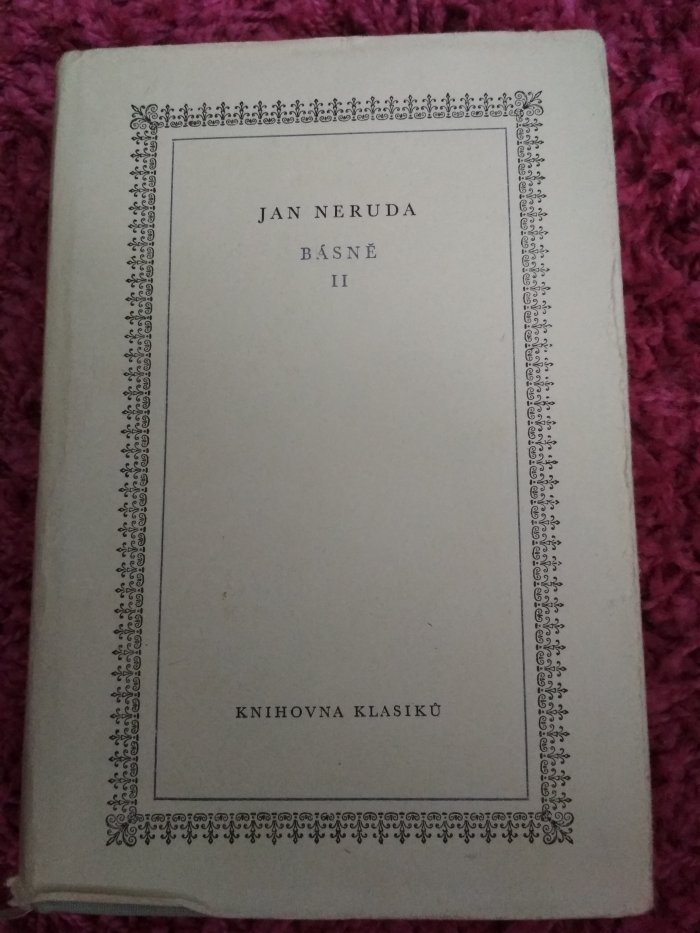 JAN NERUDA
BÁSNĚ
II
KNIHOVNA KLASIKŮ